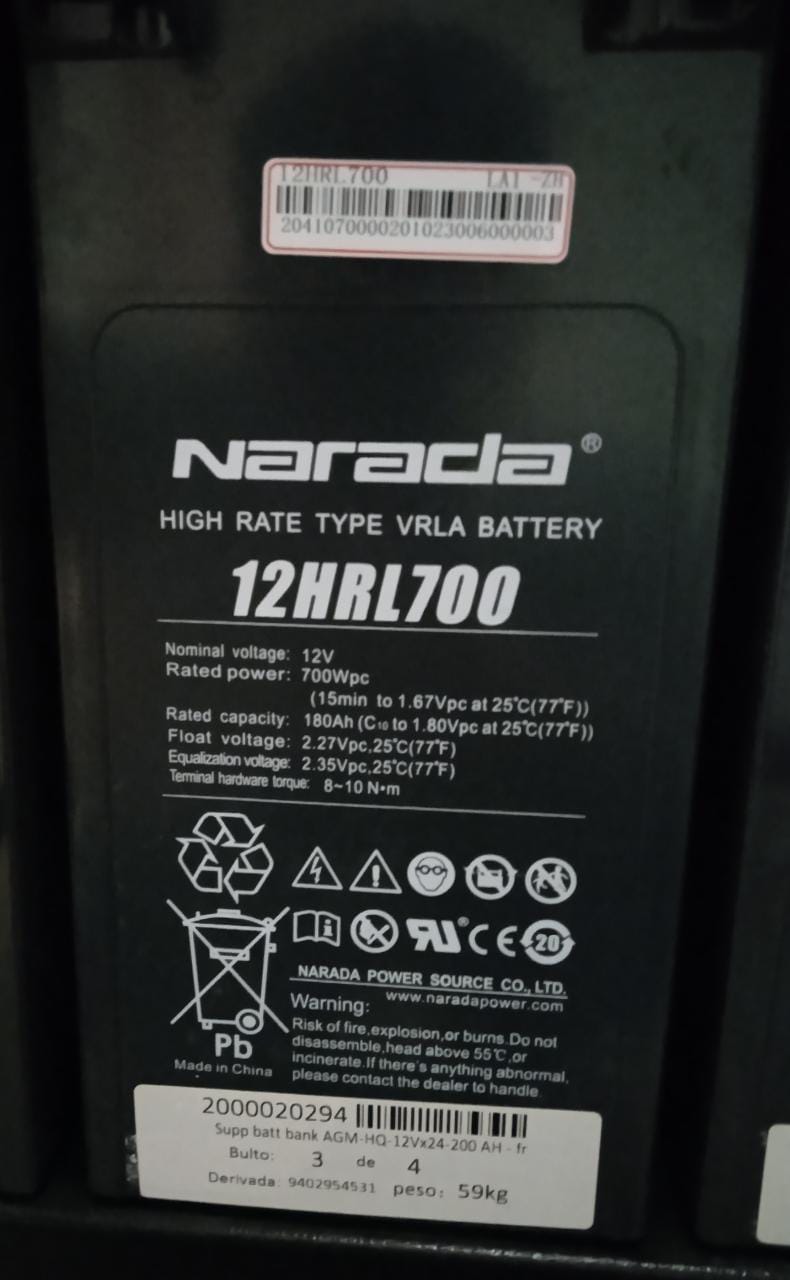 12HRL700 LA1 -ZH
2041070000201023006000003
Narada®
HIGH RATE TYPE VRLA BATTERY
12HRL700
Nominal voltage: 12V
Rated power: 700Wpc
(15min to 1.67Vpc at 25℃(77℉))
Rated capacity: 180Ah (C₁₀ to 1.80Vpc at 25℃(77℉))
Float voltage: 2.27Vpc,25℃(77℉)
Equalization voltage: 2.35Vpc,25℃(77℉)
Terminal hardware torque: 8~10 N•m
RU® CE 20
NARADA POWER SOURCE CO., LTD.
www.naradapower.com
Warning:
Risk of fire,explosion,or burns.Do not
disassemble,head above 55℃,or
incinerate.If there's anything abnormal,
please contact the dealer to handle.
Pb
Made in China
2000020294
Supp batt bank AGM-HQ-12Vx24-200 AH - fr
Bulto: 3 de 4
Derivada: 9402954531 peso: 59kg